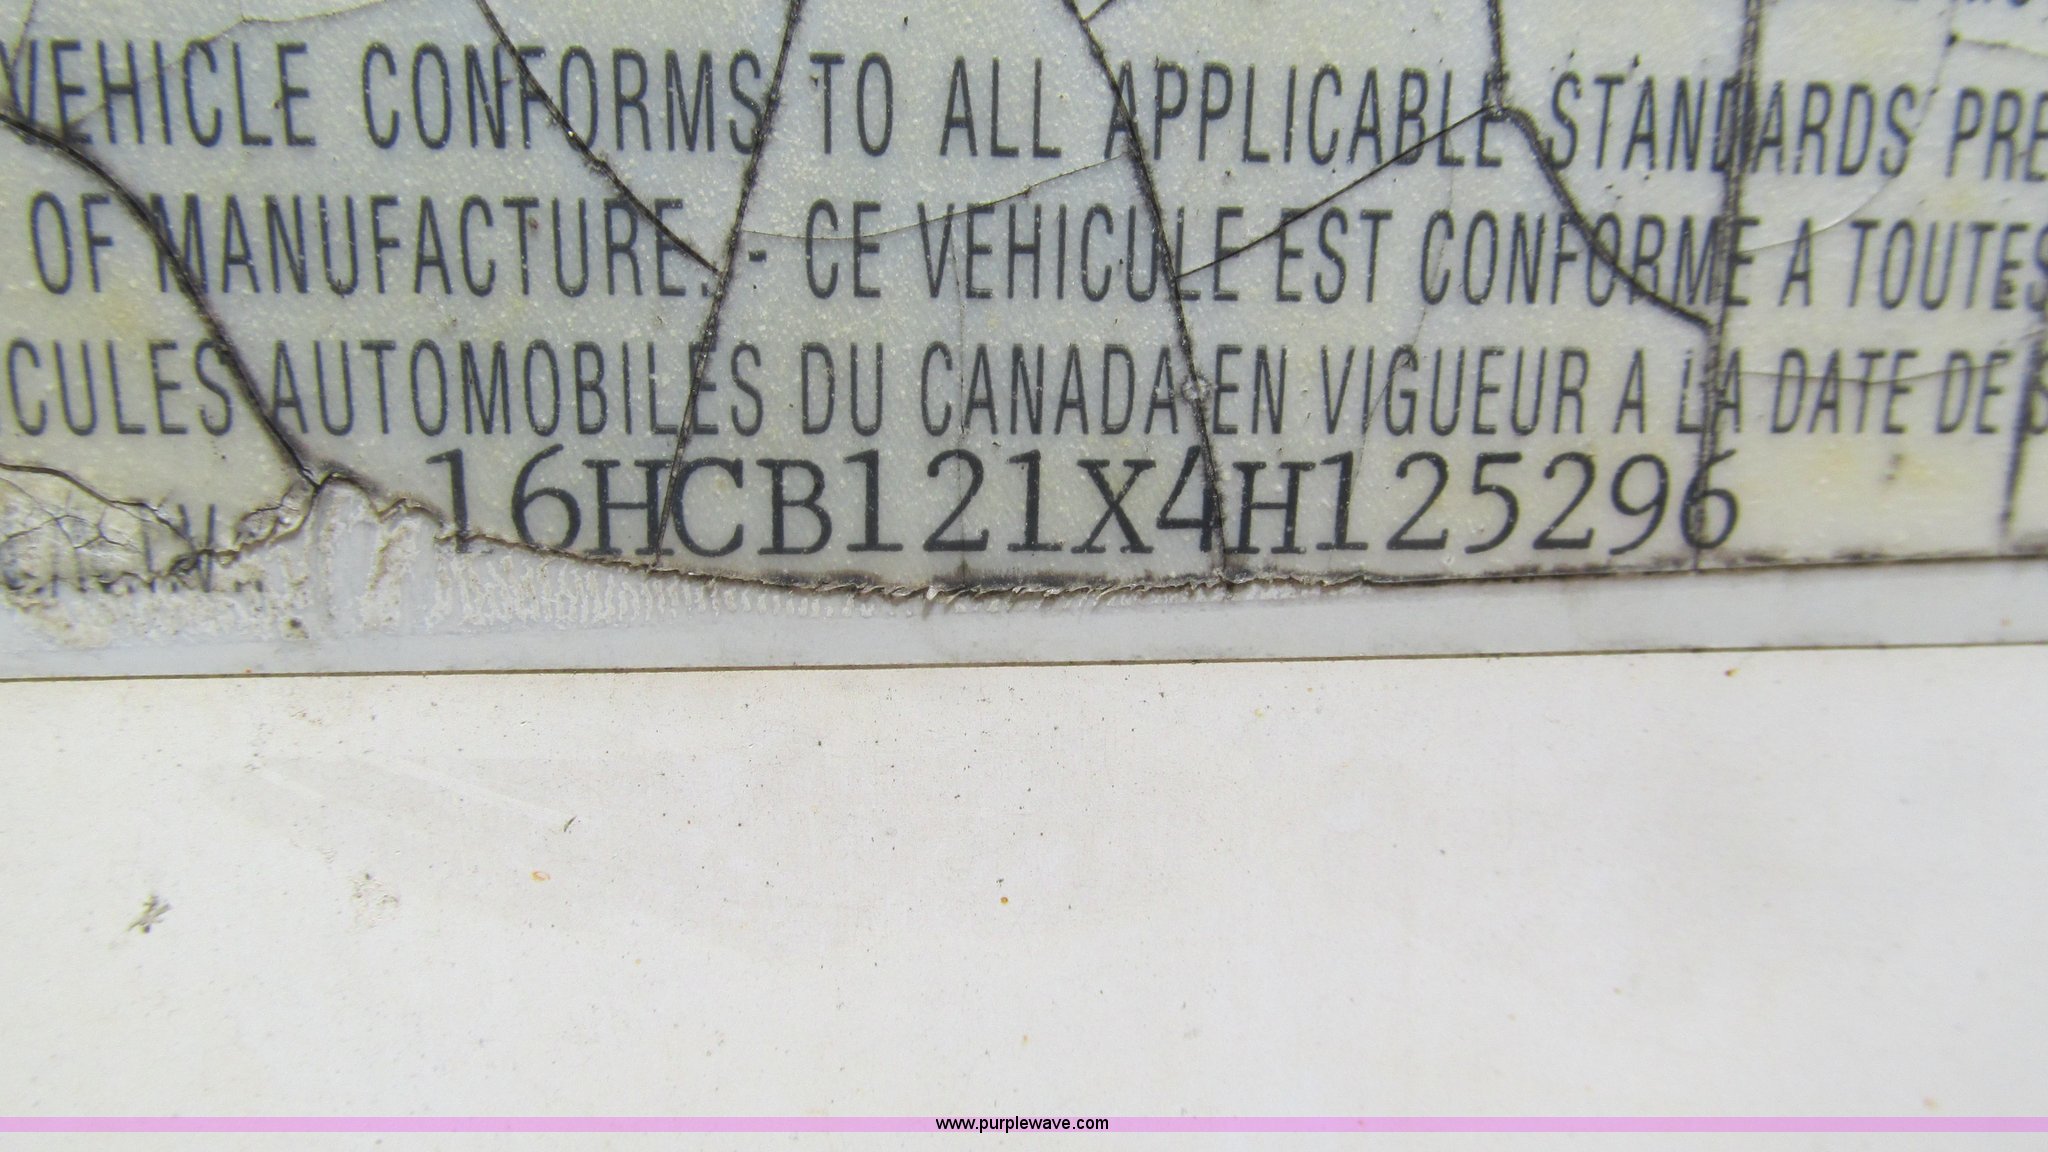 VEHICLE CONFORMS TO ALL APPLICABLE STANDARDS PRE
OF MANUFACTURE. - CE VEHICULE EST CONFORME A TOUTES
CULES AUTOMOBILES DU CANADA EN VIGUEUR A LA DATE DE S
16HCB121X4H125296
www.purplewave.com